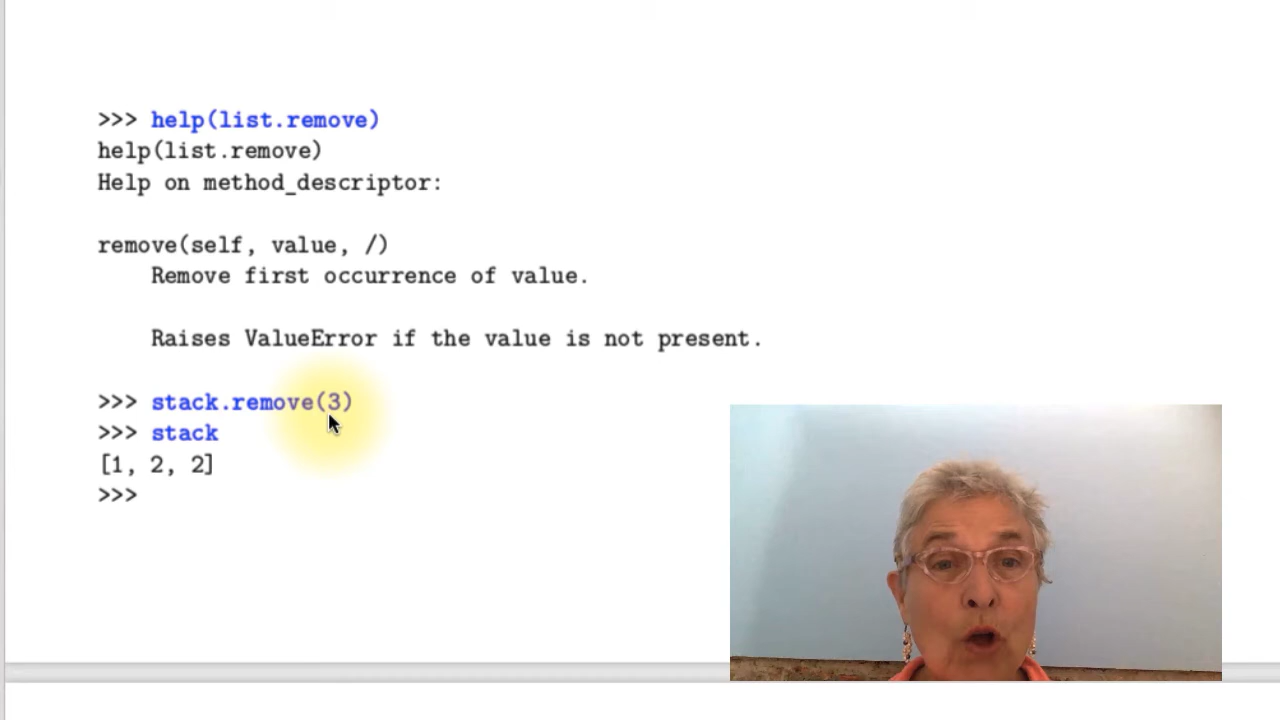 >>> help(list.remove)
help(list.remove)
Help on method_descriptor:
remove(self, value, /)
Remove first occurrence of value.
Raises ValueError if the value is not present.
>>> stack.remove(3)
>>> stack
[1, 2, 2]
>>>